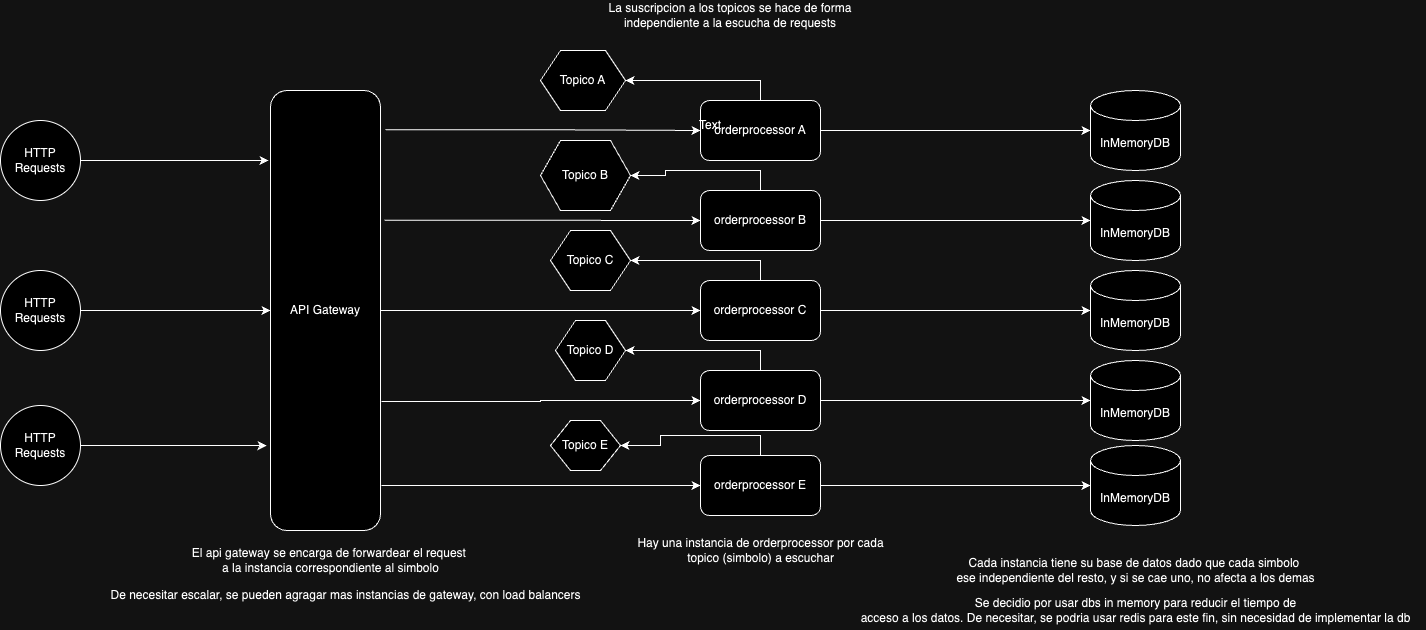 La suscripcion a los topicos se hace de forma
independiente a la escucha de requests
Topico A
Text
orderprocessor A
InMemoryDB
HTTP
Requests
Topico B
orderprocessor B
InMemoryDB
Topico C
HTTP
Requests
API Gateway
orderprocessor C
InMemoryDB
Topico D
orderprocessor D
InMemoryDB
HTTP
Requests
Topico E
orderprocessor E
InMemoryDB
El api gateway se encarga de forwardear el request
a la instancia correspondiente al simbolo
De necesitar escalar, se pueden agragar mas instancias de gateway, con load balancers
Hay una instancia de orderprocessor por cada
topico (simbolo) a escuchar
Cada instancia tiene su base de datos dado que cada simbolo
ese independiente del resto, y si se cae uno, no afecta a los demas
Se decidio por usar dbs in memory para reducir el tiempo de
acceso a los datos. De necesitar, se podria usar redis para este fin, sin necesidad de implementar la db